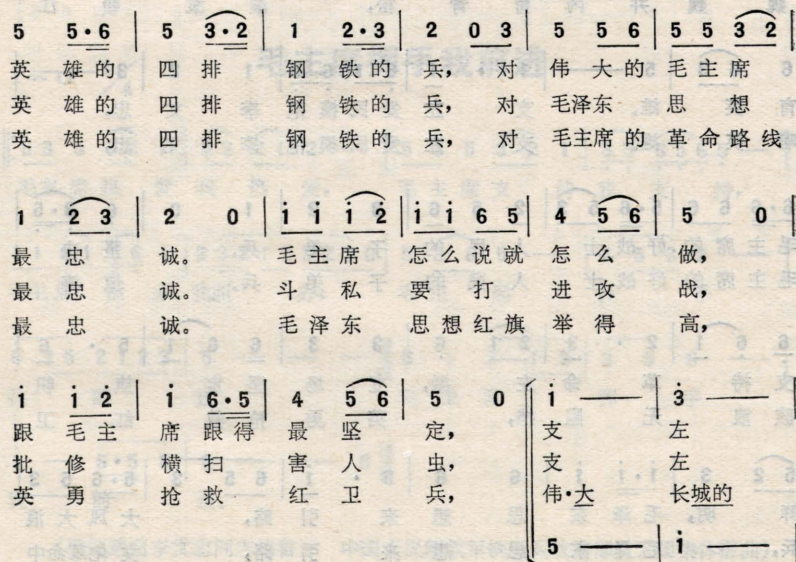 5 5·6 | 5 3·2 | 1 2·3 | 2 0 3 | 5 5 6 | 5 5 3 2
英 雄的 四 排 钢 铁的 兵， 对 伟 大的 毛主席
英 雄的 四 排 钢 铁的 兵， 对 毛泽东 思 想
英 雄的 四 排 钢 铁的 兵， 对 毛主席的 革命路线
1 2 3 | 2 0 | i i i 2̇ | i i 6 5 | 4 5 6 | 5 0
最 忠 诚。 毛主席 怎么说就 怎 么 做，
最 忠 诚。 斗 私 要 打 进 攻 战，
最 忠 诚。 毛泽东 思想红旗 举 得 高，
i i 2̇ | i 6·5 | 4 5 6 | 5 0 | i — | 3̇ —
跟 毛主 席 跟得 最 坚 定， 支 左
批 修 横 扫 害 人 虫， 支 左
英 勇 抢 救 红 卫 兵， 伟·大 长城的
5 — | i —